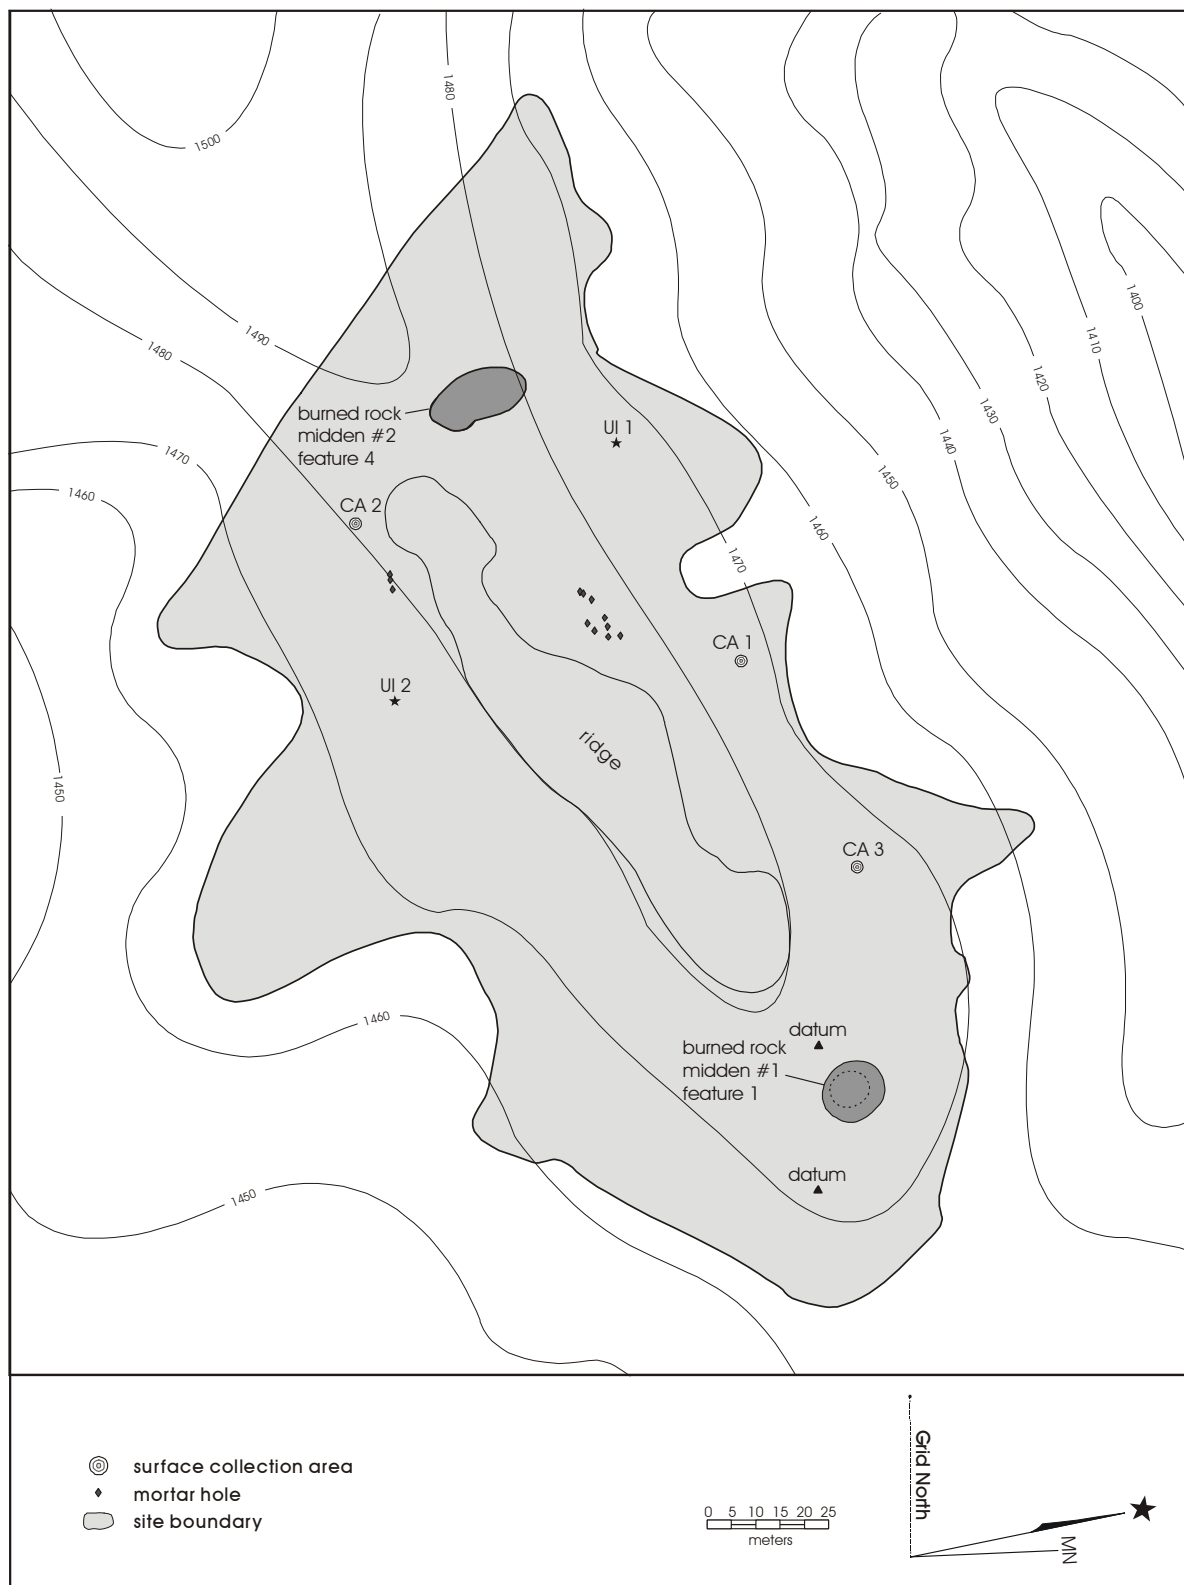 1480
1500
1490
1480
1400
1410
1420
1430
1440
1450
1460
1470
1470
1460
1450
burned rock
midden #2
feature 4
UI 1
CA 2
CA 1
UI 2
ridge
CA 3
1460
datum
burned rock
midden #1
feature 1
datum
1450
surface collection area
mortar hole
site boundary
0 5 10 15 20 25
meters
Grid North
MN